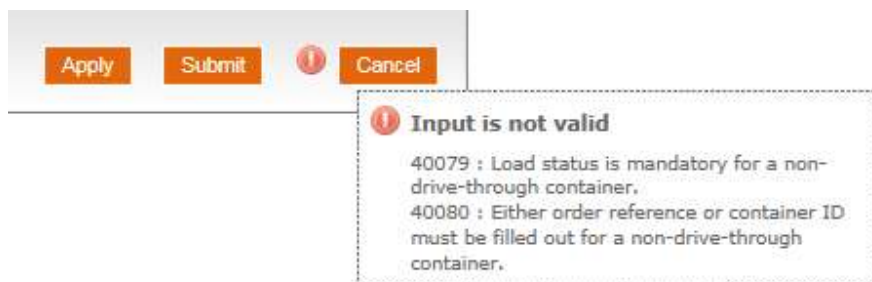 Apply Submit Cancel
Input is not valid
40079 : Load status is mandatory for a non-
drive-through container.
40080 : Either order reference or container ID
must be filled out for a non-drive-through
container.